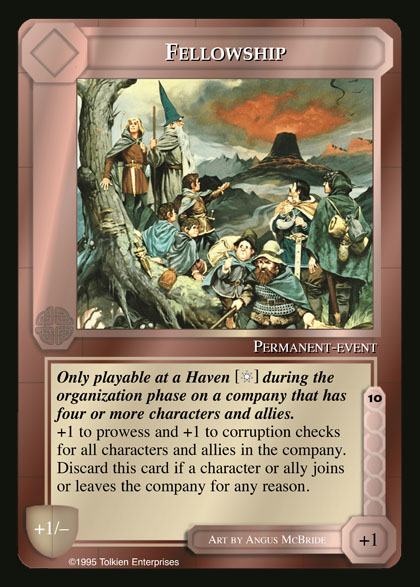 Fellowship
Permanent-event
Only playable at a Haven [☼] during the
organization phase on a company that has
four or more characters and allies.
+1 to prowess and +1 to corruption checks
for all characters and allies in the company.
Discard this card if a character or ally joins
or leaves the company for any reason.
10
+1/–
Art by Angus McBride
+1
©1995 Tolkien Enterprises